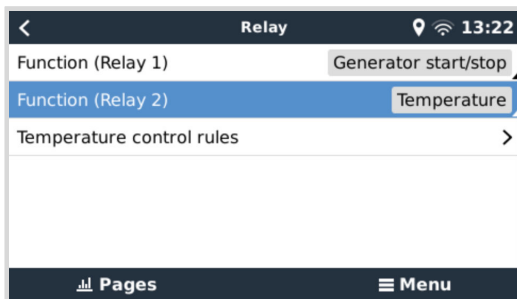 Relay 13:22
Function (Relay 1) Generator start/stop
Function (Relay 2) Temperature
Temperature control rules
Pages Menu